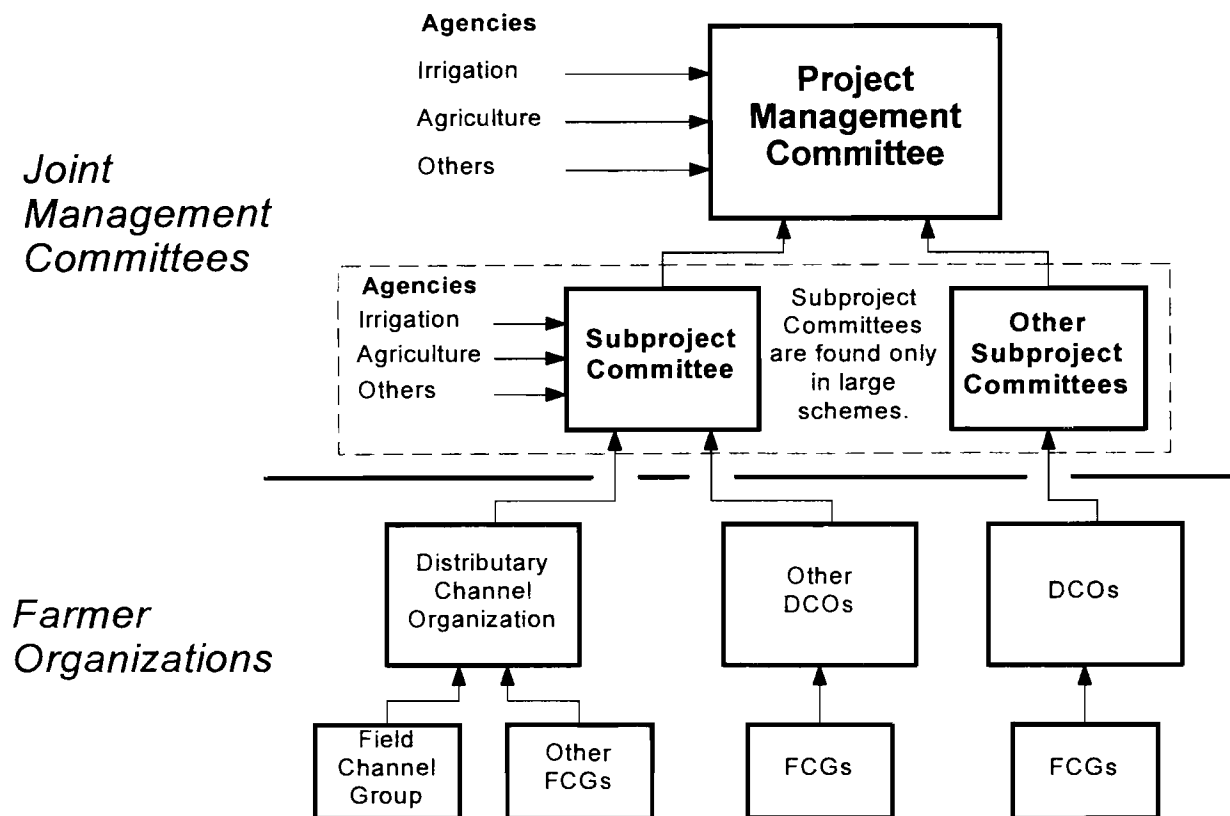 Agencies
Irrigation
Agriculture
Others
Project
Management
Committee
Joint
Management
Committees
Agencies
Irrigation
Agriculture
Others
Subproject
Committee
Subproject
Committees
are found only
in large
schemes.
Other
Subproject
Committees
Farmer
Organizations
Distributary
Channel
Organization
Other
DCOs
DCOs
Field
Channel
Group
Other
FCGs
FCGs
FCGs